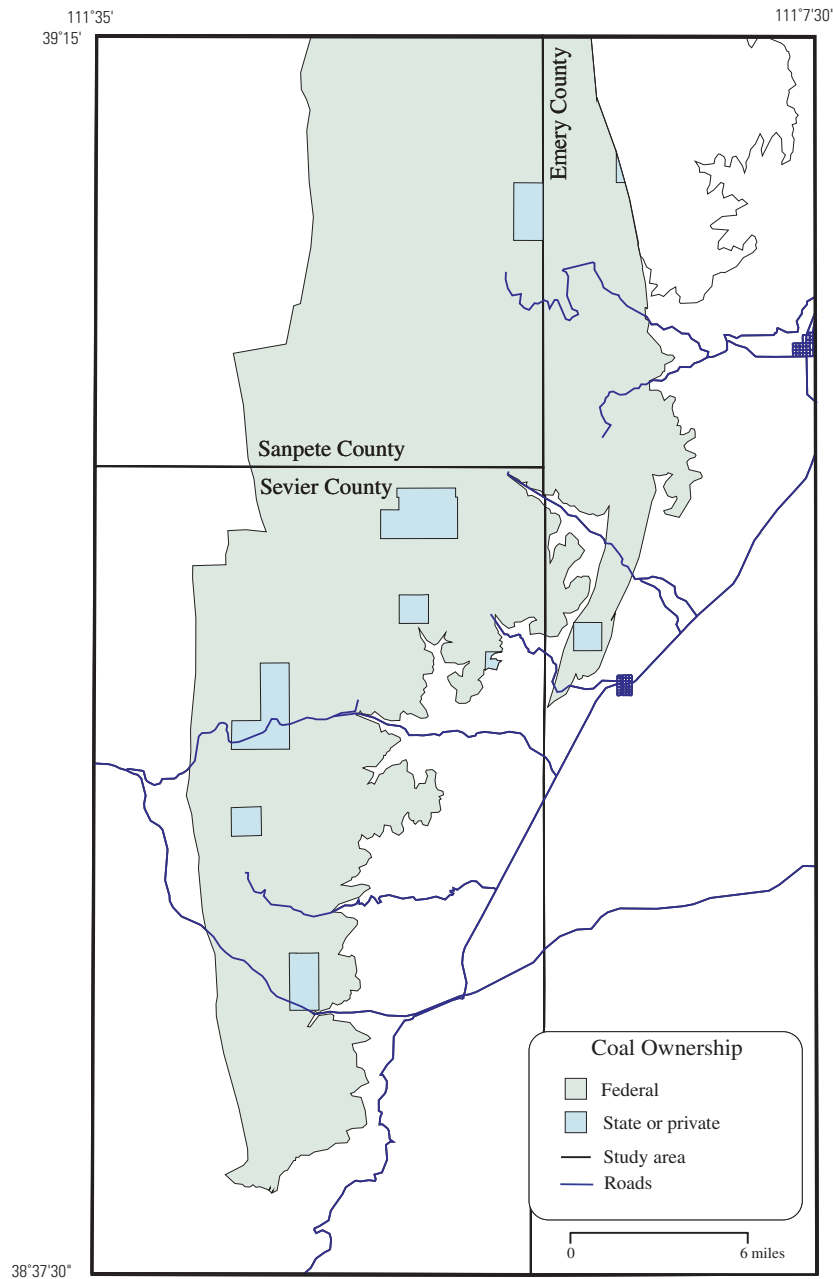 111°35'
111°7'30'
39°15'
Emery County
Sanpete County
Sevier County
Coal Ownership
Federal
State or private
Study area
Roads
0
6 miles
38°37'30"